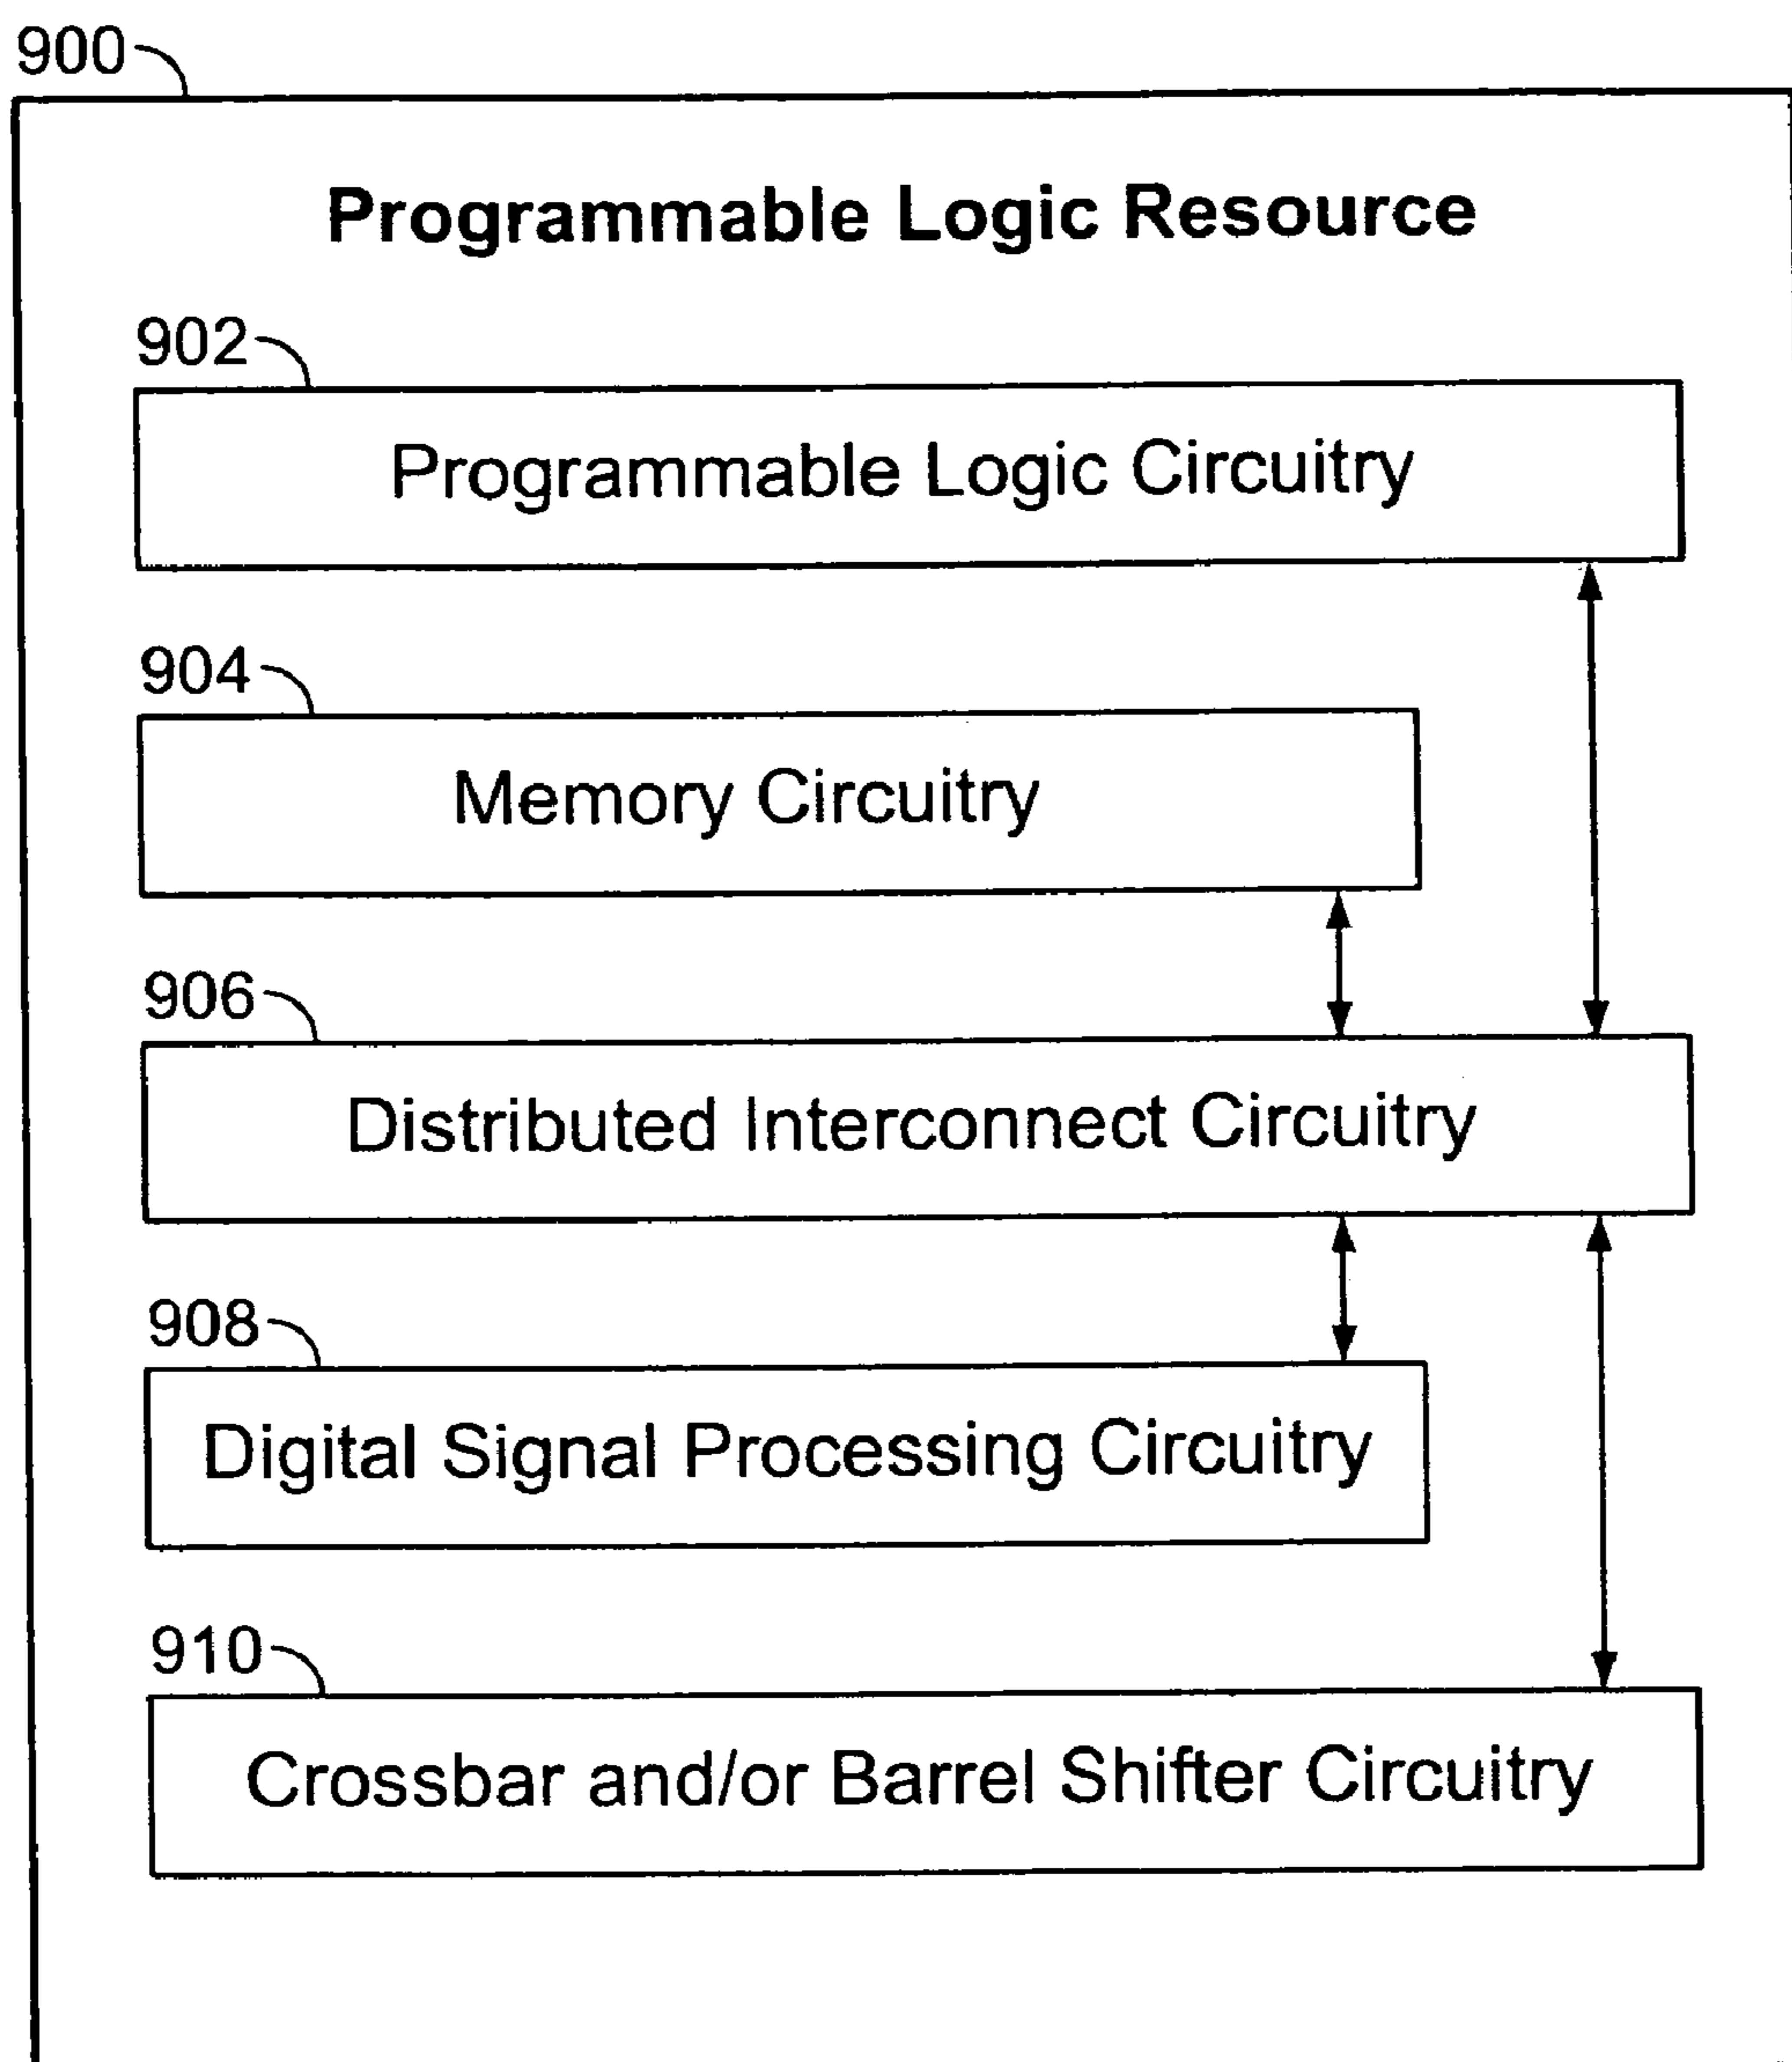 900
Programmable Logic Resource
902
Programmable Logic Circuitry
904
Memory Circuitry
906
Distributed Interconnect Circuitry
908
Digital Signal Processing Circuitry
910
Crossbar and/or Barrel Shifter Circuitry